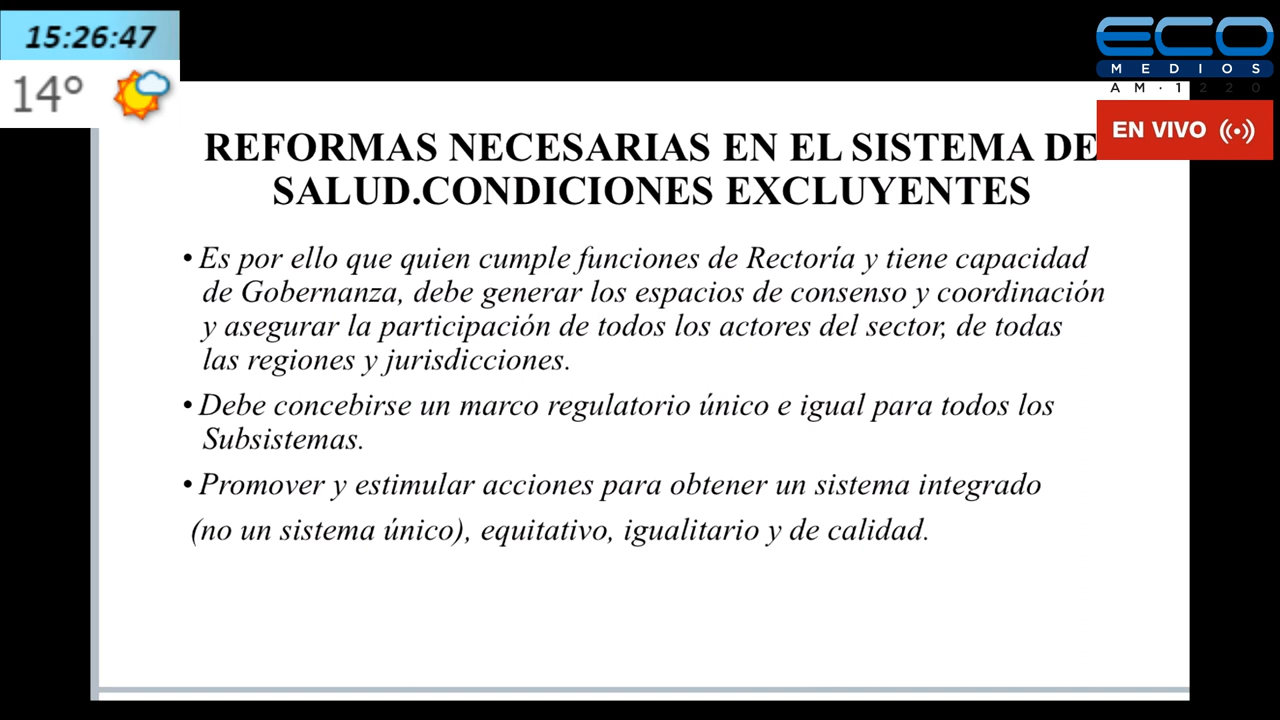 15:26:47
14°
ECO
MEDIOS
AM·1220
EN VIVO
REFORMAS NECESARIAS EN EL SISTEMA DE
SALUD.CONDICIONES EXCLUYENTES
• Es por ello que quien cumple funciones de Rectoría y tiene capacidad
de Gobernanza, debe generar los espacios de consenso y coordinación
y asegurar la participación de todos los actores del sector, de todas
las regiones y jurisdicciones.
• Debe concebirse un marco regulatorio único e igual para todos los
Subsistemas.
• Promover y estimular acciones para obtener un sistema integrado
(no un sistema único), equitativo, igualitario y de calidad.